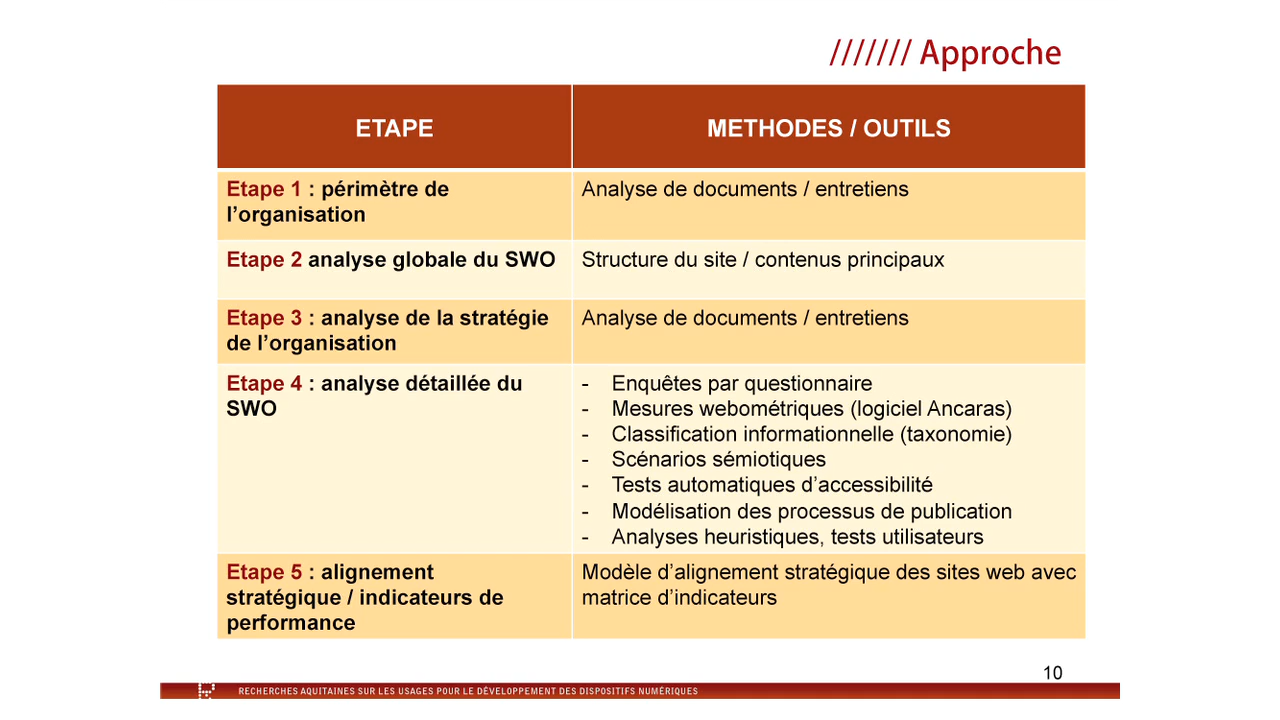 /////// Approche
ETAPE
METHODES / OUTILS
Etape 1 : périmètre de
l’organisation
Analyse de documents / entretiens
Etape 2 analyse globale du SWO
Structure du site / contenus principaux
Etape 3 : analyse de la stratégie
de l’organisation
Analyse de documents / entretiens
Etape 4 : analyse détaillée du
SWO
- Enquêtes par questionnaire
- Mesures webométriques (logiciel Ancaras)
- Classification informationnelle (taxonomie)
- Scénarios sémiotiques
- Tests automatiques d’accessibilité
- Modélisation des processus de publication
- Analyses heuristiques, tests utilisateurs
Etape 5 : alignement
stratégique / indicateurs de
performance
Modèle d’alignement stratégique des sites web avec
matrice d’indicateurs
10
RECHERCHES AQUITAINES SUR LES USAGES POUR LE DÉVELOPPEMENT DES DISPOSITIFS NUMÉRIQUES